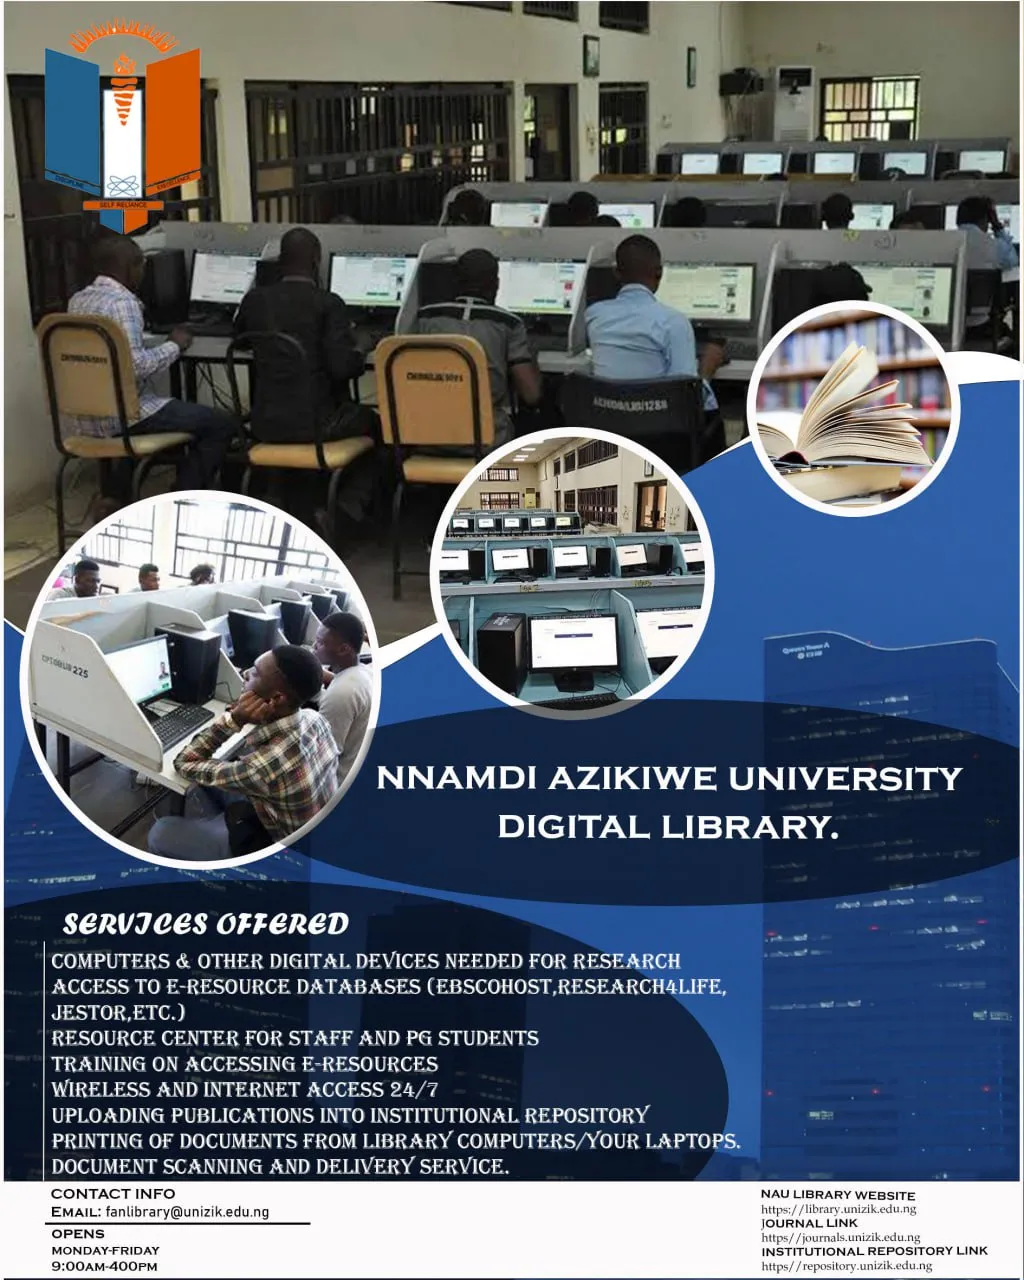 DISCIPLINE
EXCELLENCE
SELF RELIANCE
NNAMDI AZIKIWE UNIVERSITY
DIGITAL LIBRARY.
SERVICES OFFERED
COMPUTERS & OTHER DIGITAL DEVICES NEEDED FOR RESEARCH
ACCESS TO E-RESOURCE DATABASES (EBSCOHOST,RESEARCH4LIFE,
JESTOR,ETC.)
RESOURCE CENTER FOR STAFF AND PG STUDENTS
TRAINING ON ACCESSING E-RESOURCES
WIRELESS AND INTERNET ACCESS 24/7
UPLOADING PUBLICATIONS INTO INSTITUTIONAL REPOSITORY
PRINTING OF DOCUMENTS FROM LIBRARY COMPUTERS/YOUR LAPTOPS.
DOCUMENT SCANNING AND DELIVERY SERVICE.
CONTACT INFO
EMAIL: fanlibrary@unizik.edu.ng
OPENS
MONDAY-FRIDAY
9:00AM-400PM
NAU LIBRARY WEBSITE
https://library.unizik.edu.ng
JOURNAL LINK
https//journals.unizik.edu.ng
INSTITUTIONAL REPOSITORY LINK
https//repository.unizik.edu.ng